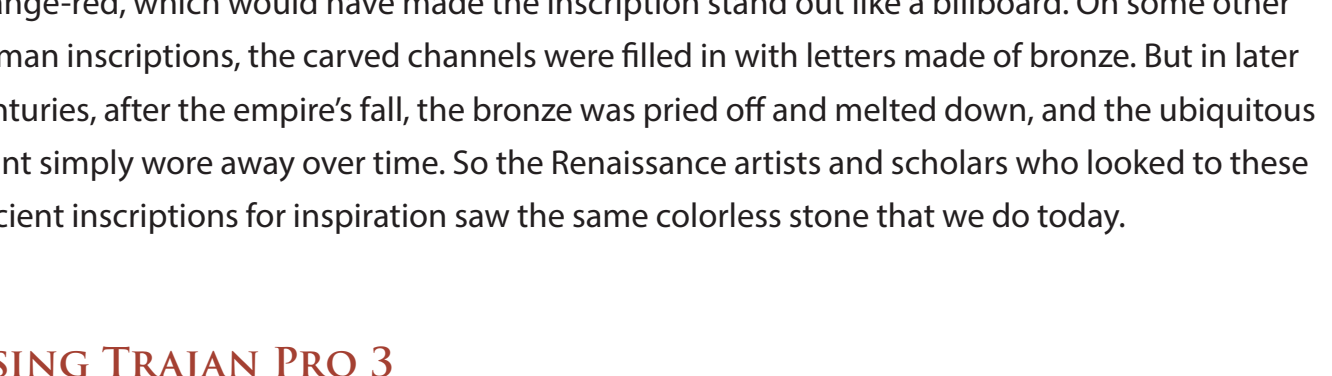 ange-red, which would have made the inscription stand out like a billboard. On some other
man inscriptions, the carved channels were filled in with letters made of bronze. But in later
nturies, after the empire’s fall, the bronze was pried off and melted down, and the ubiquitous
nt simply wore away over time. So the Renaissance artists and scholars who looked to these
cient inscriptions for inspiration saw the same colorless stone that we do today.
sing Trajan Pro 3